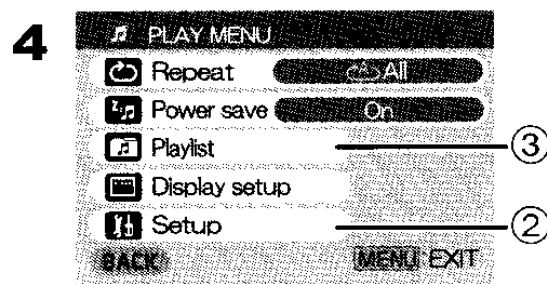 4
PLAY MENU
Repeat All
Power save On
Playlist ③
Display setup
Setup ②
BACK MENU EXIT